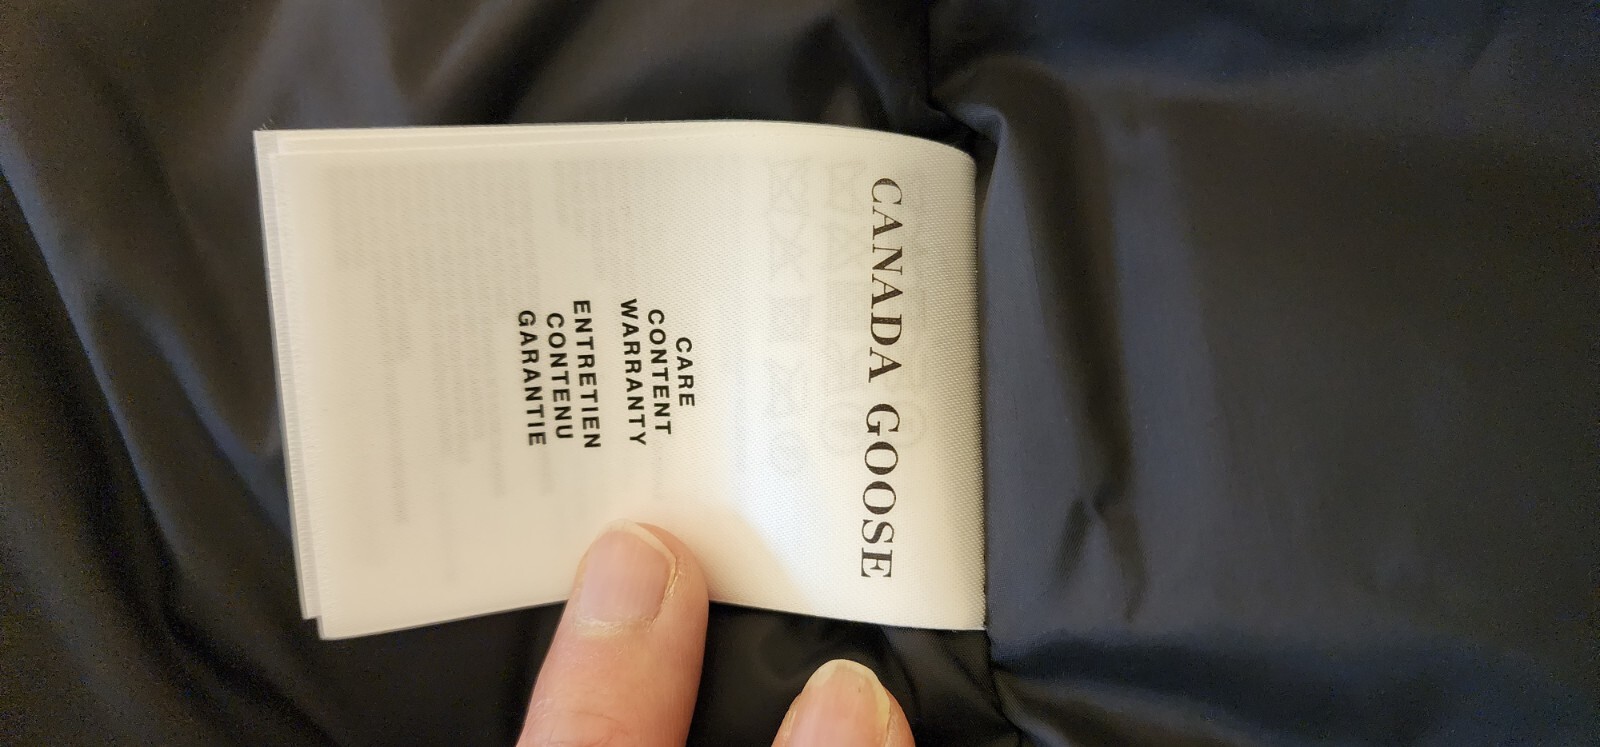 CANADA GOOSE
CARE
CONTENT
WARRANTY
ENTRETIEN
CONTENU
GARANTIE